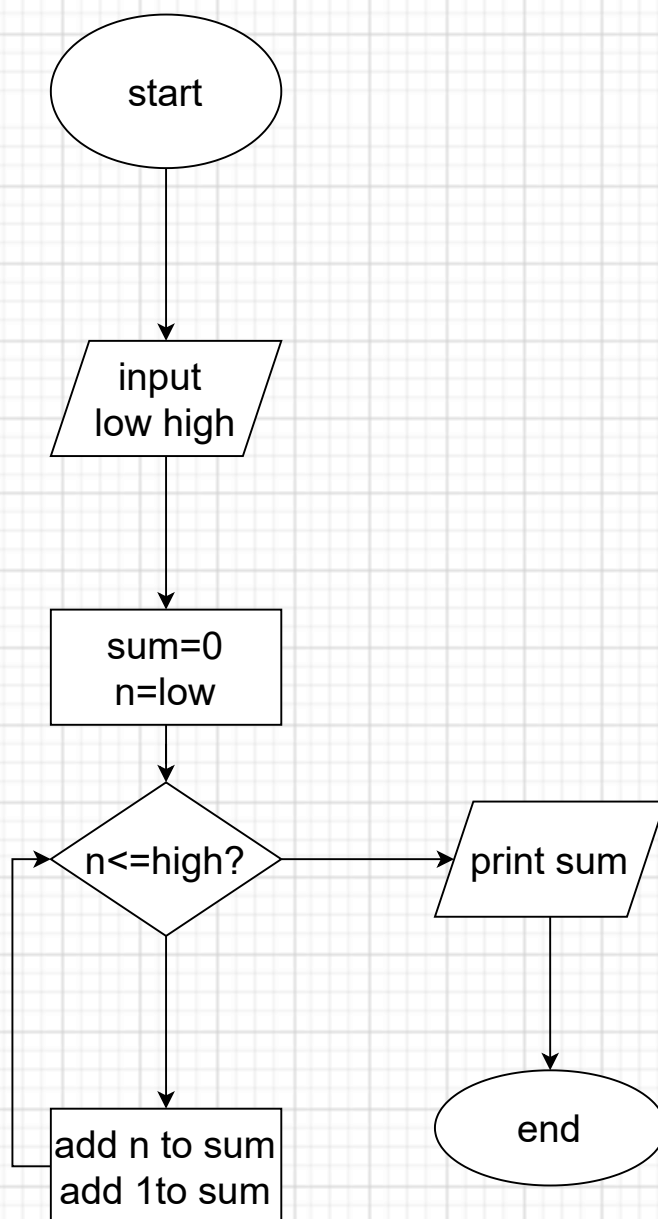 start
input
low high
sum=0
n=low
n<=high?
print sum
add n to sum
add 1to sum
end